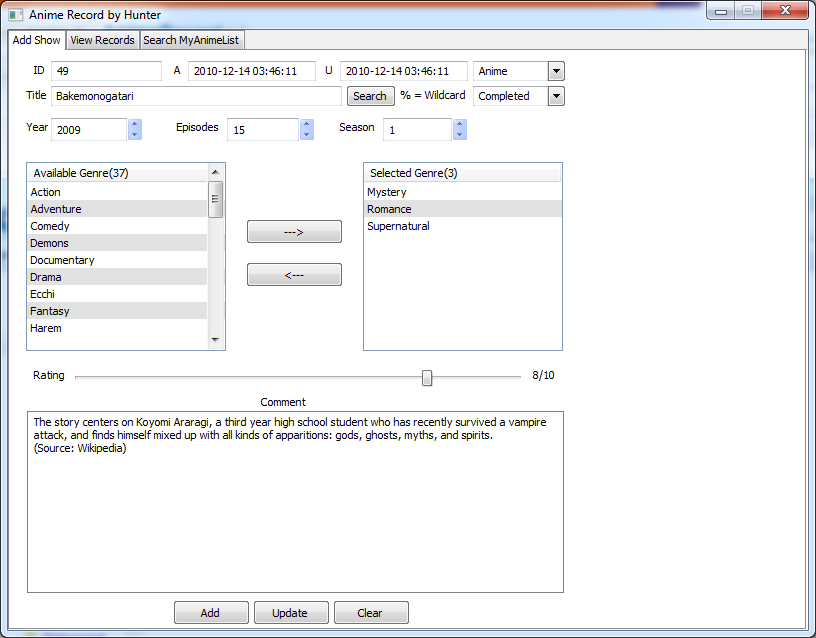 Anime Record by Hunter
Add Show View Records Search MyAnimeList
ID 49 A 2010-12-14 03:46:11 U 2010-12-14 03:46:11 Anime
Title Bakemonogatari Search % = Wildcard Completed
Year 2009 Episodes 15 Season 1
Available Genre(37)
Action
Adventure
Comedy
Demons
Documentary
Drama
Ecchi
Fantasy
Harem
--->
<---
Selected Genre(3)
Mystery
Romance
Supernatural
Rating 8/10
Comment
The story centers on Koyomi Araragi, a third year high school student who has recently survived a vampire
attack, and finds himself mixed up with all kinds of apparitions: gods, ghosts, myths, and spirits.
(Source: Wikipedia)
Add Update Clear